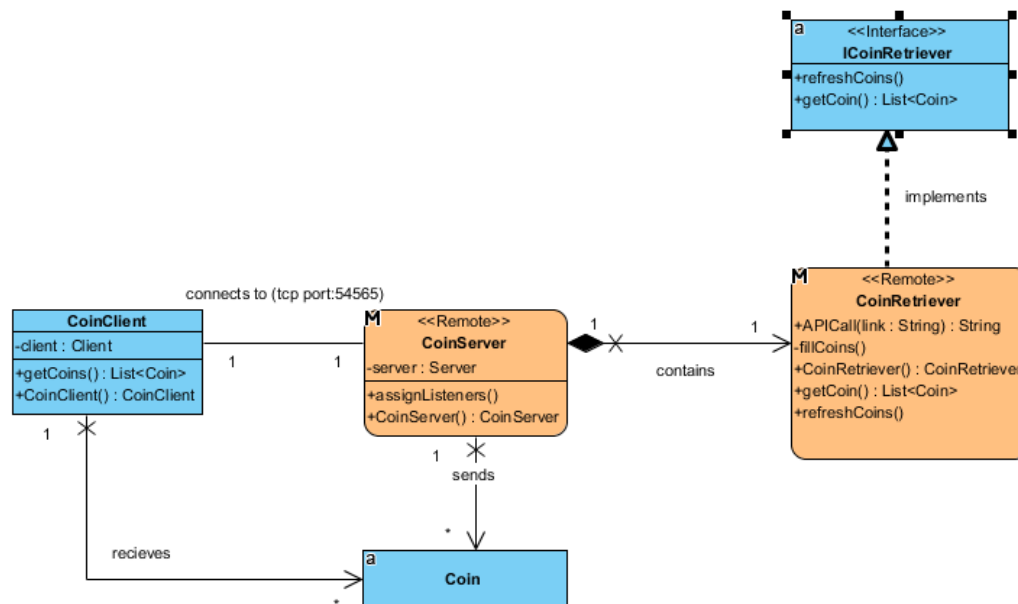 a
<<Interface>>
ICoinRetriever
+refreshCoins()
+getCoin() : List<Coin>
implements
M
<<Remote>>
CoinRetriever
+APICall(link : String) : String
-fillCoins()
+CoinRetriever() : CoinRetriever
+getCoin() : List<Coin>
+refreshCoins()
connects to (tcp port:54565)
CoinClient
-client : Client
+getCoins() : List<Coin>
+CoinClient() : CoinClient
1
1
M
<<Remote>>
CoinServer
-server : Server
+assignListeners()
+CoinServer() : CoinServer
1
1
contains
1
1
sends
*
recieves
*
a
Coin